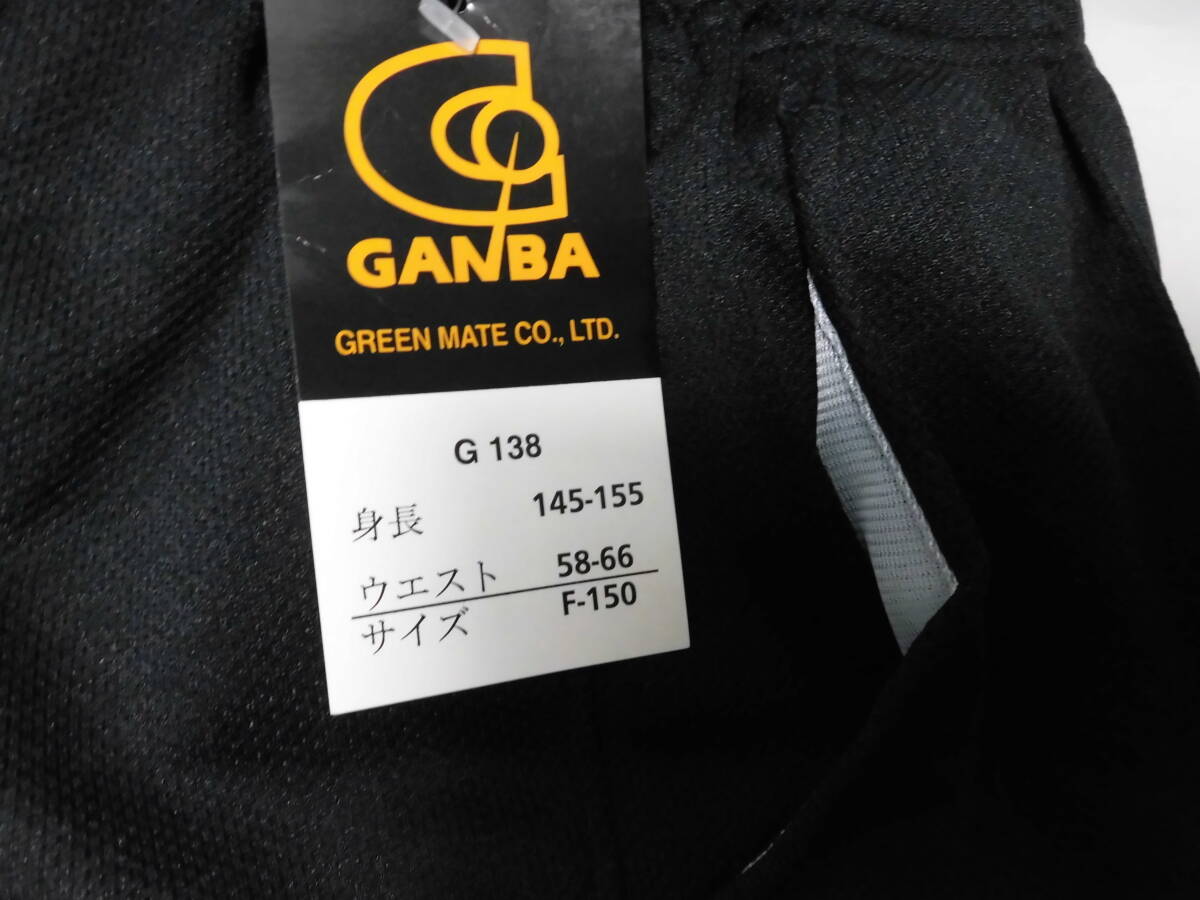 GANBA
GREEN MATE CO., LTD.
G 138
身長 145-155
ウエスト 58-66
サイズ F-150